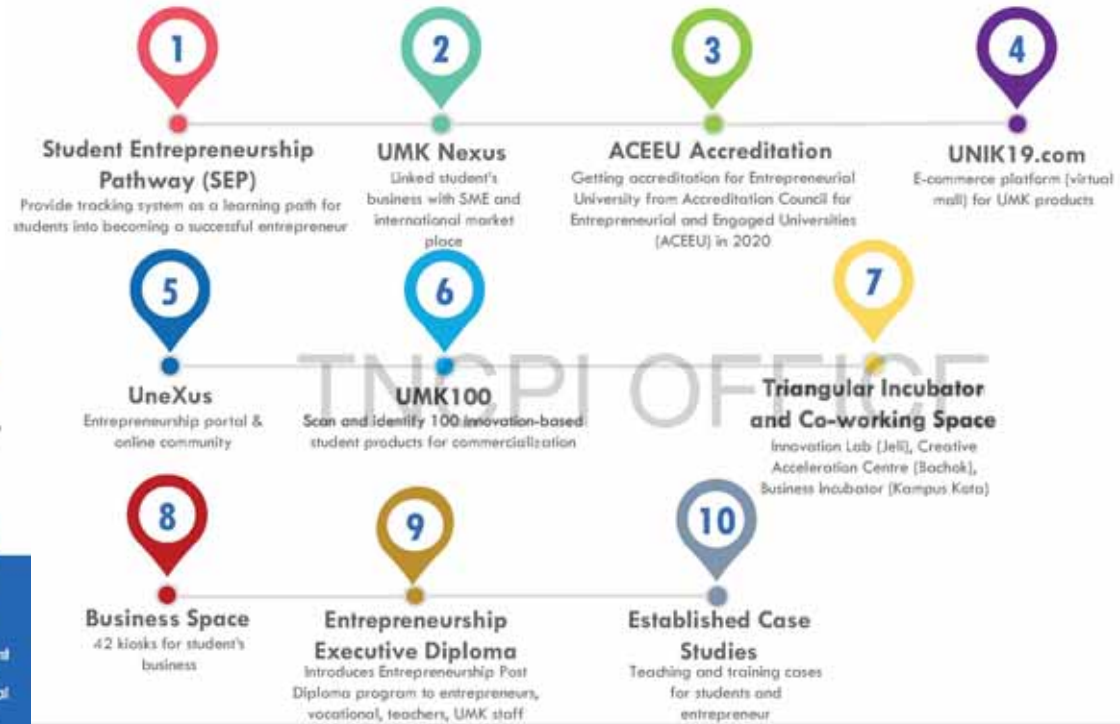 1
2
3
4
Student Entrepreneurship
Pathway (SEP)
Provide tracking system as a learning path for
students into becoming a successful entrepreneur
UMK Nexus
Linked student's
business with SME and
international market
place
ACEEU Accreditation
Getting accreditation for Entrepreneurial
University from Accreditation Council for
Entrepreneurial and Engaged Universities
(ACEEU) in 2020
UNIK19.com
E-commerce platform (virtual
mall) for UMK products
5
6
7
TNCPI OFFICE
UneXus
Entrepreneurship portal &
online community
UMK100
Scan and identify 100 innovation-based
student products for commercialization
Triangular Incubator
and Co-working Space
Innovation Lab (Jeli), Creative
Acceleration Centre (Bachok),
Business Incubator (Kampus Kota)
8
9
10
Business Space
42 kiosks for student's
business
Entrepreneurship
Executive Diploma
Introduces Entrepreneurship Post
Diploma program to entrepreneurs,
vocational, teachers, UMK staff
Established Case
Studies
Teaching and training cases
for students and
entrepreneur